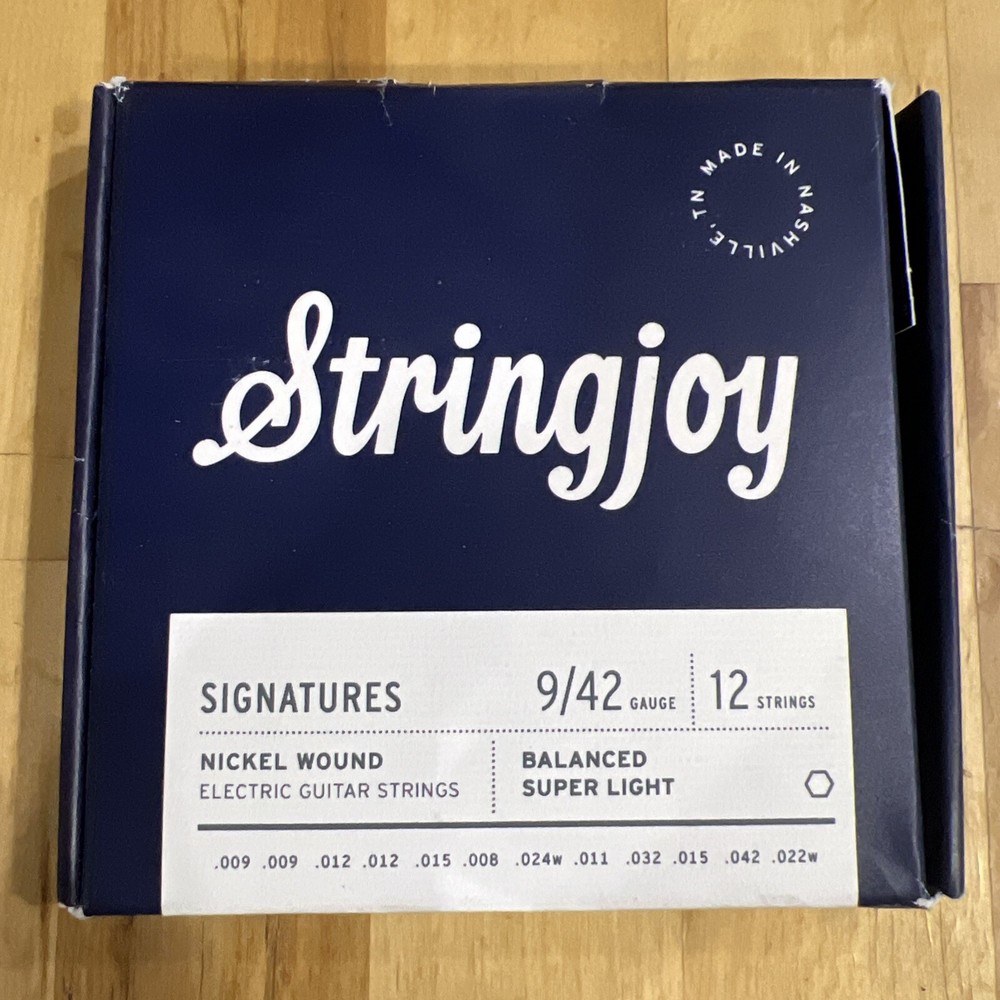 MADE IN NASHVILLE, TN
Stringjoy
SIGNATURES 9/42 GAUGE 12 STRINGS
NICKEL WOUND BALANCED
ELECTRIC GUITAR STRINGS SUPER LIGHT
.009 .009 .012 .012 .015 .008 .024w .011 .032 .015 .042 .022w